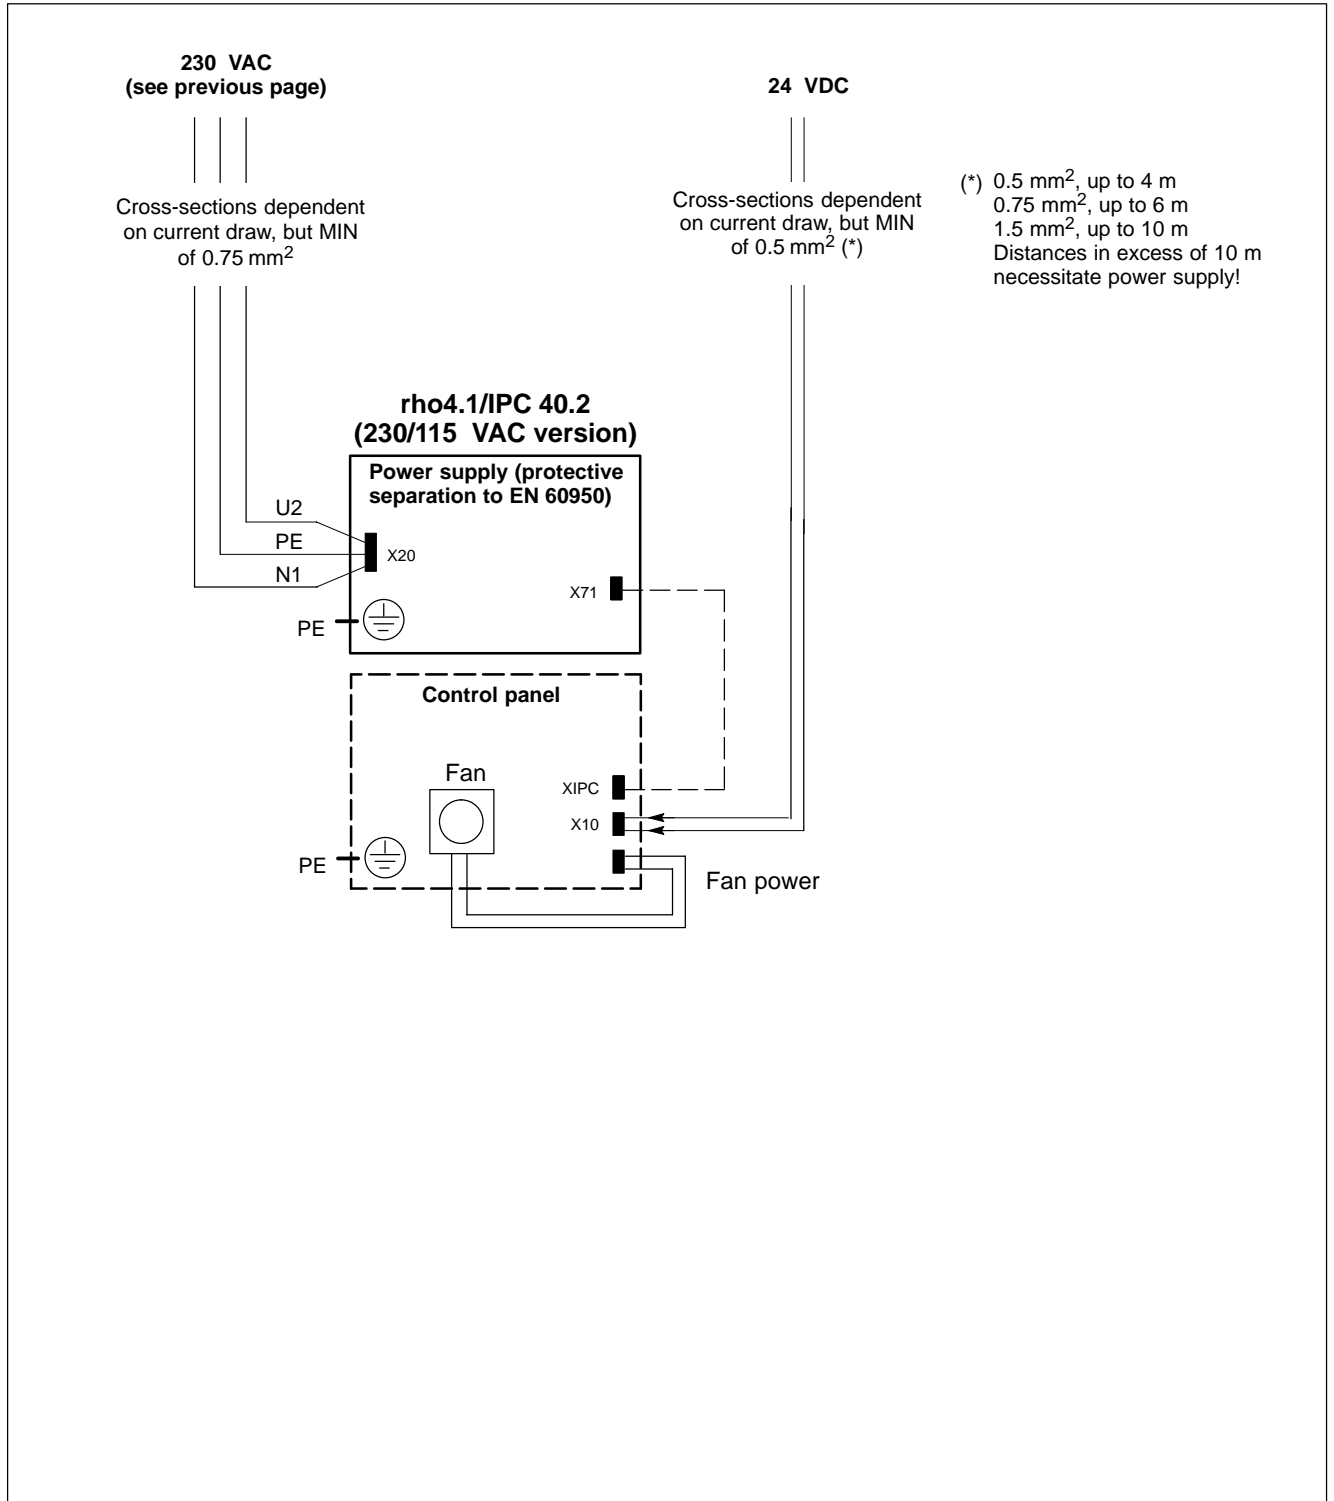 230 VAC
(see previous page)
24 VDC
Cross-sections dependent
on current draw, but MIN
of 0.75 mm²
Cross-sections dependent
on current draw, but MIN
of 0.5 mm² (*)
(*) 0.5 mm², up to 4 m
0.75 mm², up to 6 m
1.5 mm², up to 10 m
Distances in excess of 10 m
necessitate power supply!
rho4.1/IPC 40.2
(230/115 VAC version)
Power supply (protective
separation to EN 60950)
U2
PE
N1
X20
X71
PE
Control panel
Fan
XIPC
X10
PE
Fan power